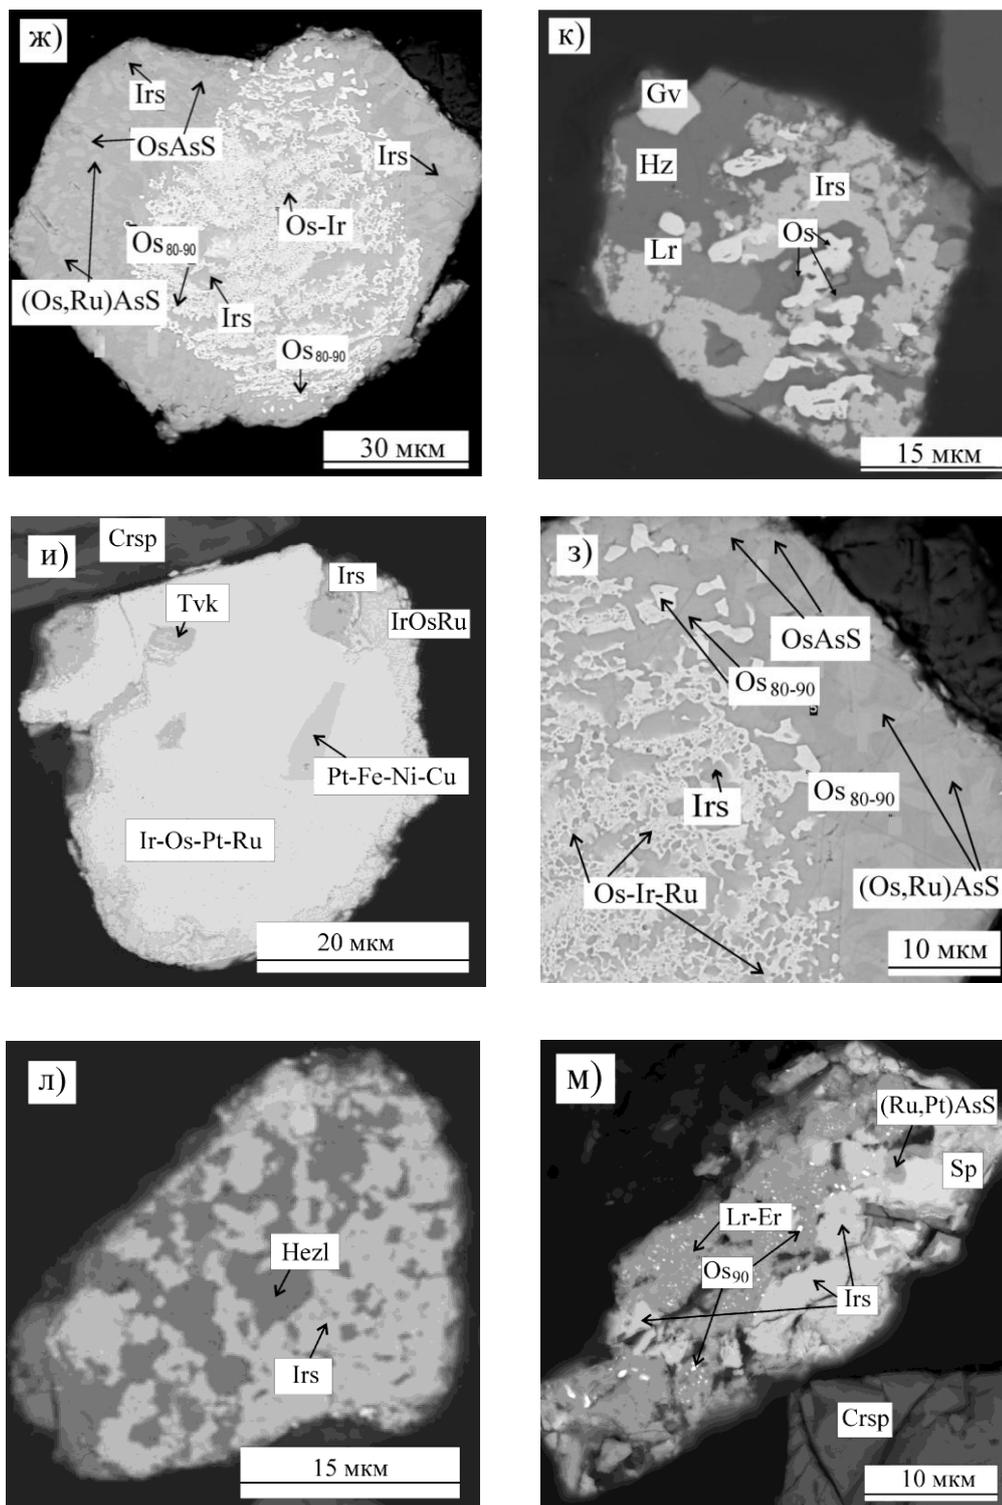 ж)
Irs
OsAsS
Irs
Os-Ir
Os80-90
(Os,Ru)AsS
Irs
Os80-90
30 мкм
к)
Gv
Hz
Irs
Os
Lr
15 мкм
Crsp
и)
Irs
Tvk
IrOsRu
Pt-Fe-Ni-Cu
Ir-Os-Pt-Ru
20 мкм
з)
OsAsS
Os80-90
Irs
Os80-90
Os-Ir-Ru
(Os,Ru)AsS
10 мкм
л)
Hezl
Irs
15 мкм
м)
(Ru,Pt)AsS
Sp
Lr-Er
Os90
Irs
Crsp
10 мкм